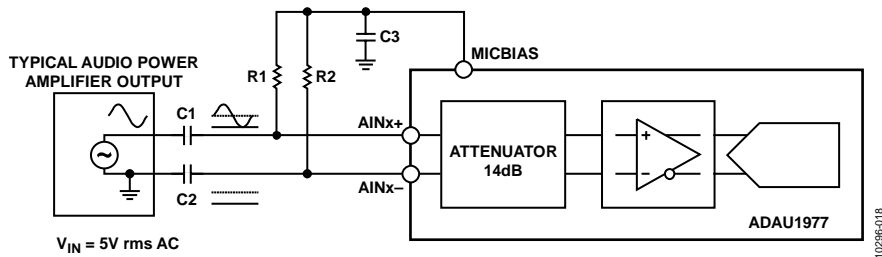 TYPICAL AUDIO POWER
AMPLIFIER OUTPUT
C3
MICBIAS
R1
R2
C1
AINx+
ATTENUATOR
14dB
+
–
~
AINx–
C2
ADAU1977
VIN = 5V rms AC
10296-018